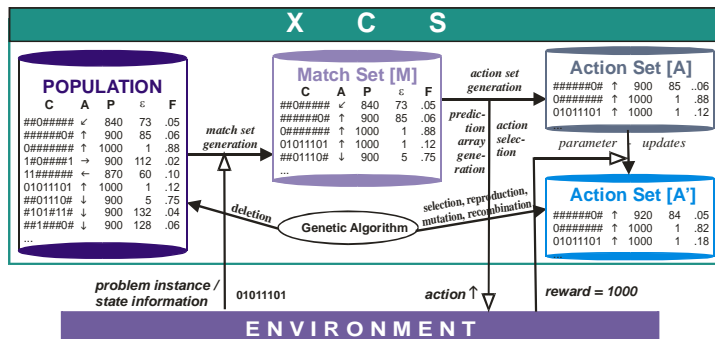 X C S
POPULATION
C A P ε F
##0##### ↙ 840 73 .05
######0# ↑ 900 85 .06
0####### ↑ 1000 1 .88
1#0####1 → 900 112 .02
11###### ← 870 60 .10
01011101 ↑ 1000 1 .12
##01110# ↓ 900 5 .75
#101#11# ↓ 900 132 .04
##1###0# ↓ 900 128 .06
...
match set
generation
Match Set [M]
C A P ε F
##0##### ↙ 840 73 .05
######0# ↑ 900 85 .06
0####### ↑ 1000 1 .88
01011101 ↑ 1000 1 .12
##01110# ↓ 900 5 .75
...
action set
generation
predic-
tion
array
gene-
ration
action
selec-
tion
Action Set [A]
######0# ↑ 900 85 ..06
0####### ↑ 1000 1 .88
01011101 ↑ 1000 1 .12
...
parameter updates
Action Set [A']
######0# ↑ 920 84 .05
0####### ↑ 1000 1 .82
01011101 ↑ 1000 1 .18
...
deletion
Genetic Algorithm
selection, reproduction,
mutation, recombination
problem instance /
state information
01011101
action ↑
reward = 1000
ENVIRONMENT